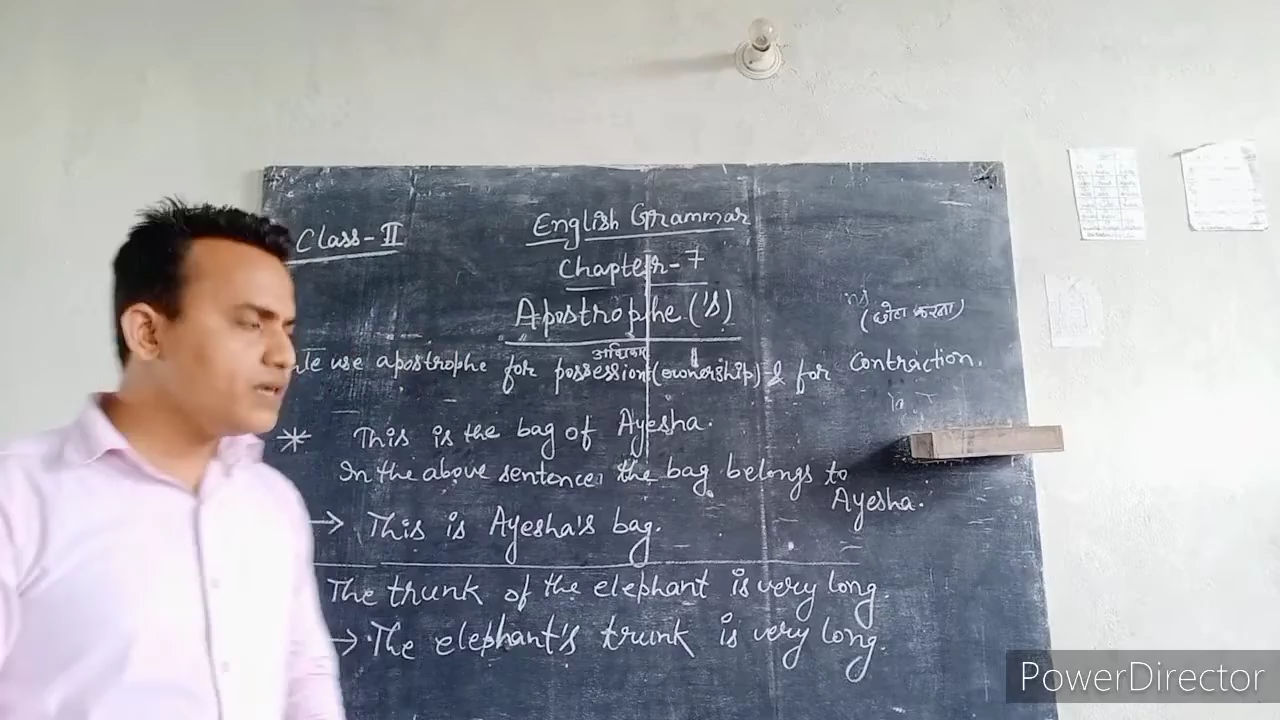 Class-II
English Grammar
Chapter-7
Apostrophe ('s)
(छोटा करना)
अधिकार
use apostrophe for possession (ownership) & for Contraction.
* This is the bag of Ayesha.
In the above sentence, the bag belongs to
Ayesha.
→ This is Ayesha's bag.
The trunk of the elephant is very long.
→ The elephant's trunk is very long.
PowerDirector